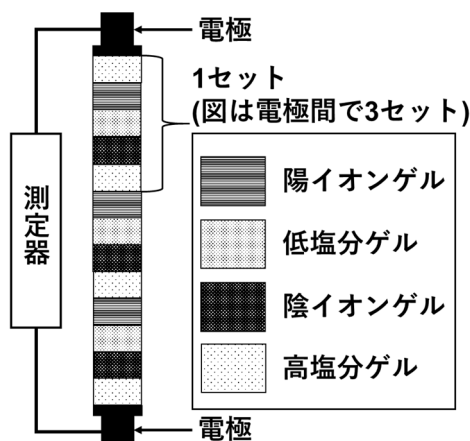 電極
1セット
(図は電極間で3セット)
測定器
陽イオンゲル
低塩分ゲル
陰イオンゲル
高塩分ゲル
電極